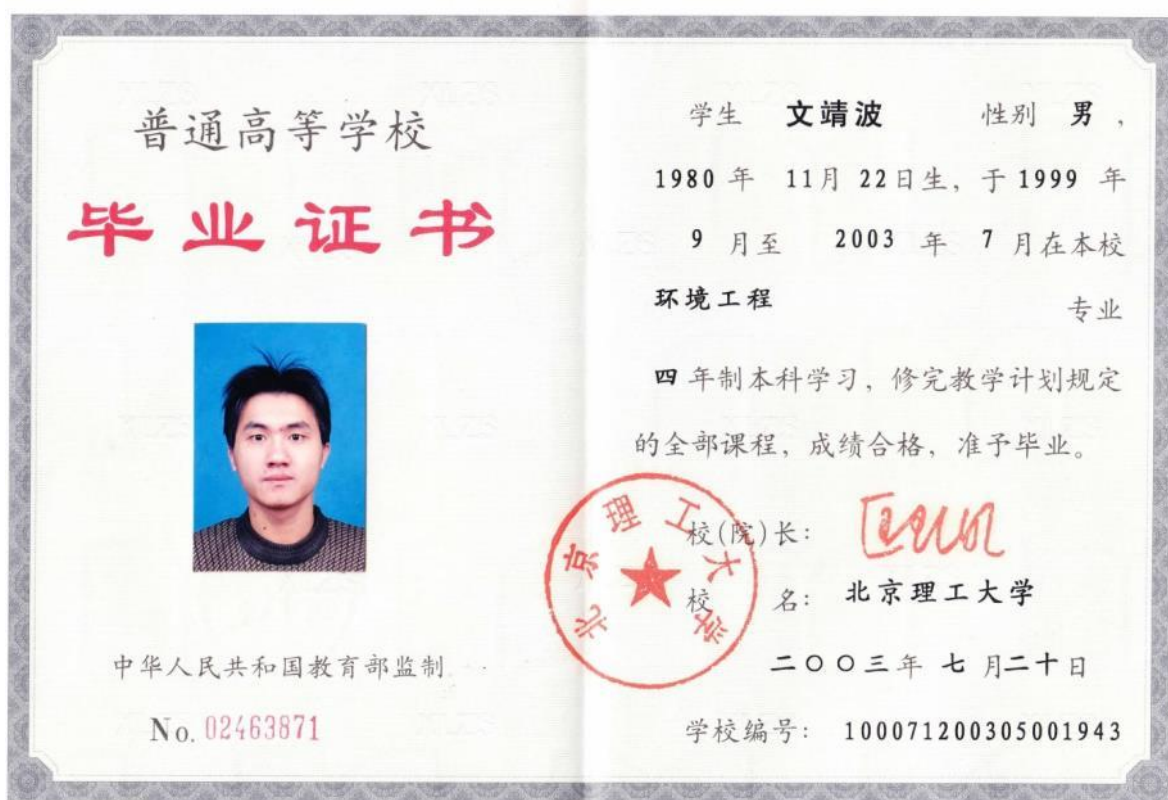 普通高等学校
毕业证书
中华人民共和国教育部监制
No. 02463871
学生 文靖波 性别 男，
1980 年 11月 22日生，于 1999 年
9 月至 2003 年 7 月在本校
环境工程 专业
四 年制本科学习，修完教学计划规定
的全部课程，成绩合格，准予毕业。
校(院)长：
校 名： 北京理工大学
北京理工大学
二〇〇三年 七 月二十日
学校编号： 100071200305001943